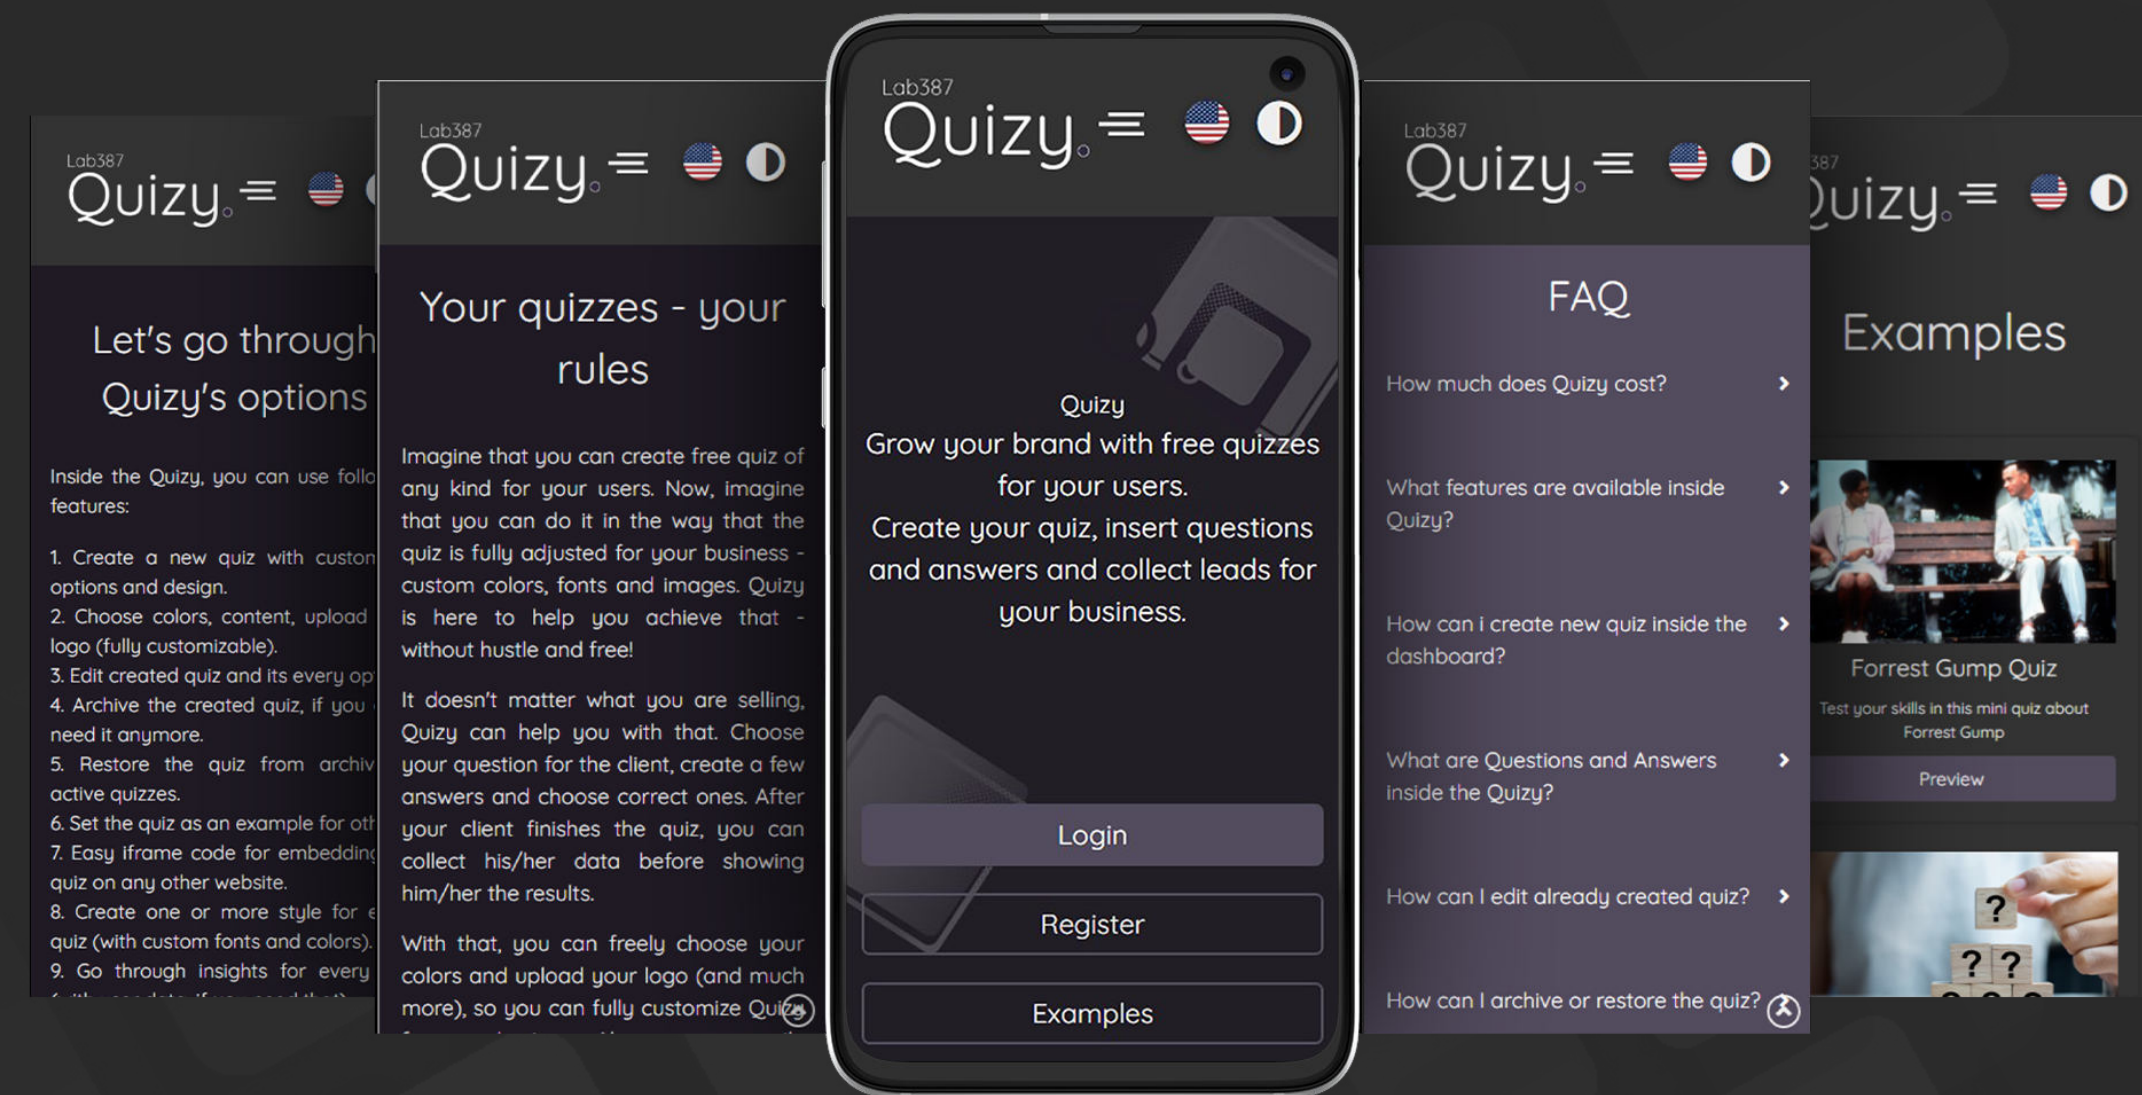 Lab387
Quizy.
Let's go through
Quizy's options
Inside the Quizy, you can use
features:
1. Create a new quiz with
options and design.
2. Choose colors, content, upload
logo (fully customizable).
3. Edit created quiz and its every
4. Archive the created quiz, if you
need it anymore.
5. Restore the quiz from
active quizzes.
6. Set the quiz as an example for
7. Easy iframe code for
quiz on any other website.
8. Create one or more style for
quiz (with custom fonts and colors).
9. Go through insights for every
Lab387
Quizy.
Your quizzes - your
rules
Imagine that you can create free quiz of
any kind for your users. Now, imagine
that you can do it in the way that the
quiz is fully adjusted for your business -
custom colors, fonts and images. Quizy
is here to help you achieve that -
without hustle and free!
It doesn't matter what you are selling,
Quizy can help you with that. Choose
your question for the client, create a few
answers and choose correct ones. After
your client finishes the quiz, you can
collect his/her data before showing
him/her the results.
With that, you can freely choose your
colors and upload your logo (and much
more), so you can fully customize Quizy
Lab387
Quizy.
Quizy
Grow your brand with free quizzes
for your users.
Create your quiz, insert questions
and answers and collect leads for
your business.
Login
Register
Examples
Lab387
Quizy.
FAQ
How much does Quizy cost?
What features are available inside
Quizy?
How can i create new quiz inside the
dashboard?
What are Questions and Answers
inside the Quizy?
How can I edit already created quiz?
How can I archive or restore the quiz?
387
Quizy.
Examples
Forrest Gump Quiz
Test your skills in this mini quiz about
Forrest Gump
Preview
?
? ?
? ? ?